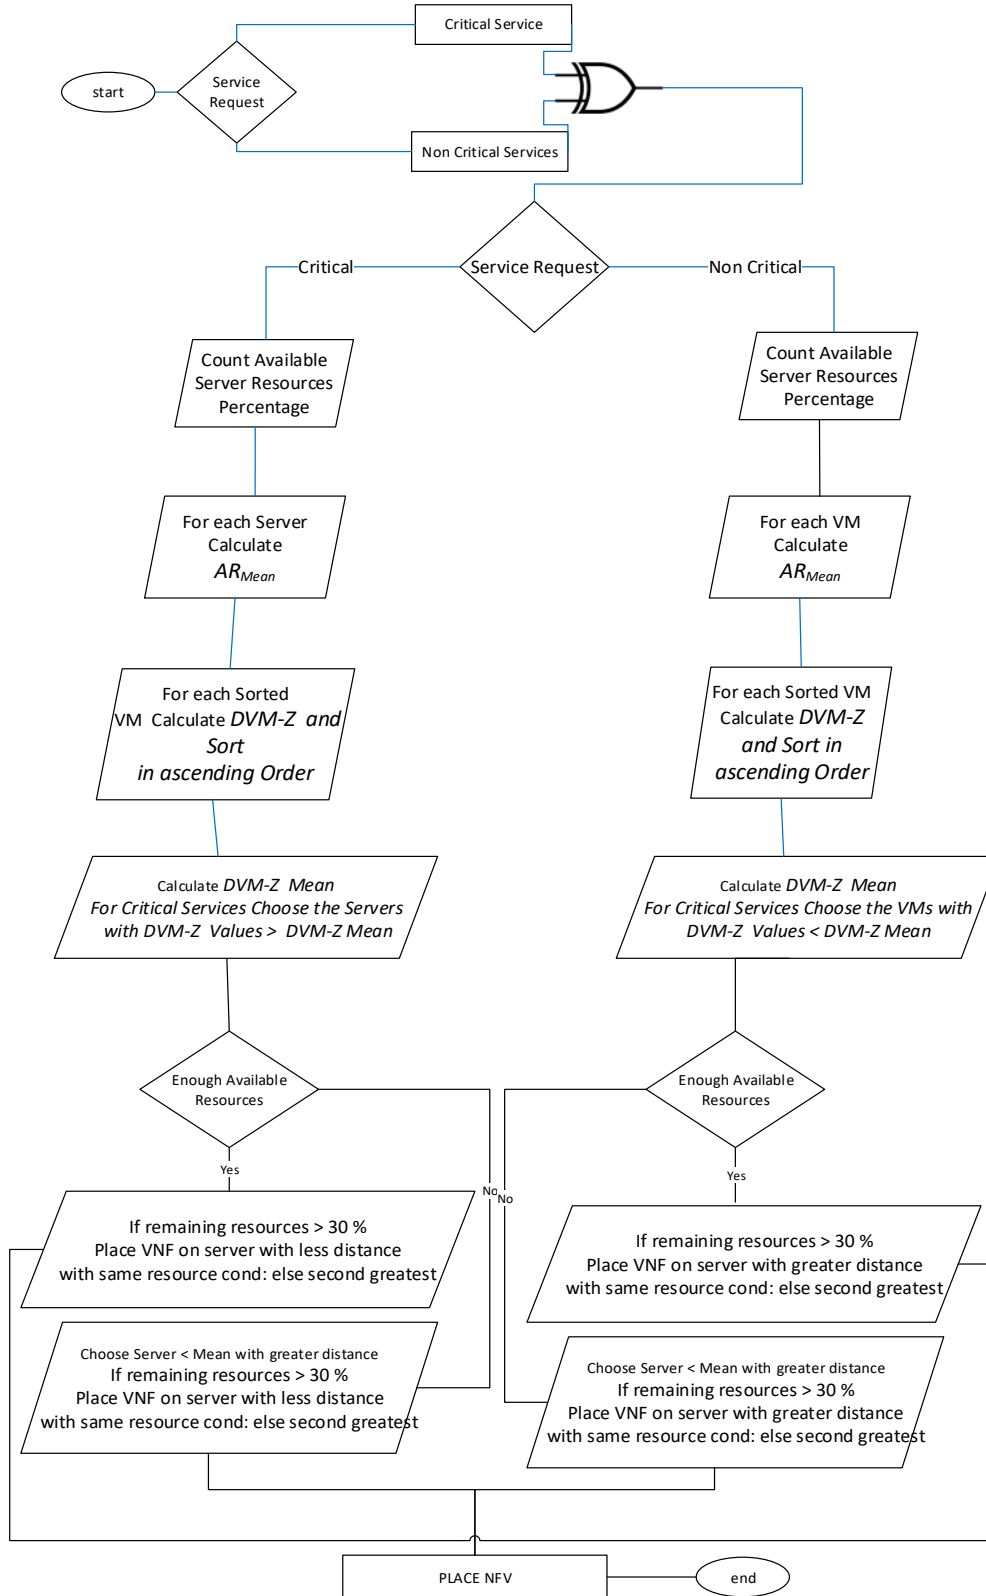 Critical Service
start
Service
Request
Non Critical Services
Critical
Service Request
Non Critical
Count Available
Server Resources
Percentage
Count Available
Server Resources
Percentage
For each Server
Calculate
AR_Mean
For each VM
Calculate
AR_Mean
For each Sorted
VM Calculate DVM-Z and
Sort
in ascending Order
For each Sorted VM
Calculate DVM-Z
and Sort in
ascending Order
Calculate DVM-Z Mean
For Critical Services Choose the Servers
with DVM-Z Values > DVM-Z Mean
Calculate DVM-Z Mean
For Critical Services Choose the VMs with
DVM-Z Values < DVM-Z Mean
Enough Available
Resources
Enough Available
Resources
Yes
Yes
No
No
If remaining resources > 30 %
Place VNF on server with less distance
with same resource cond: else second greatest
If remaining resources > 30 %
Place VNF on server with greater distance
with same resource cond: else second greatest
Choose Server < Mean with greater distance
If remaining resources > 30 %
Place VNF on server with less distance
with same resource cond: else second greatest
Choose Server < Mean with greater distance
If remaining resources > 30 %
Place VNF on server with greater distance
with same resource cond: else second greatest
PLACE NFV
end